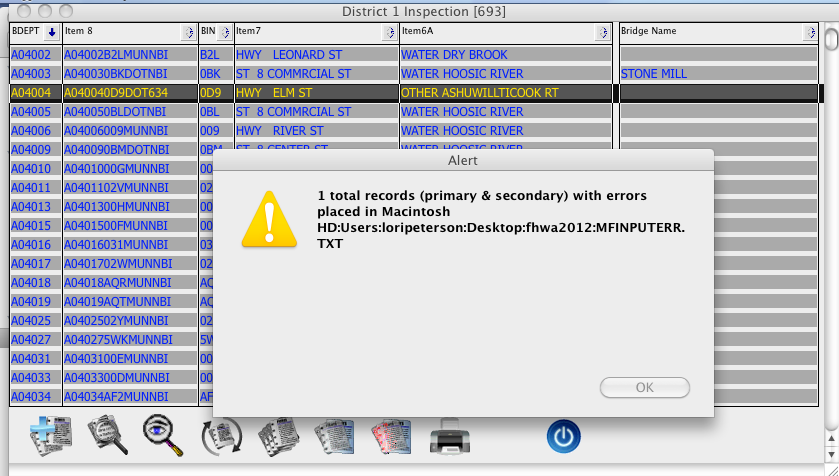 District 1 Inspection [693]
BDEPT Item 8 BIN Item7 Item6A Bridge Name
A04002 A04002B2LMUNNBI B2L HWY LEONARD ST WATER DRY BROOK
A04003 A040030BKDOTNBI 0BK ST 8 COMMRCIAL ST WATER HOOSIC RIVER STONE MILL
A04004 A040040D9DOT634 0D9 HWY ELM ST OTHER ASHUWILLTICOOK RT
A04005 A040050BLDOTNBI 0BL ST 8 COMMRCIAL ST WATER HOOSIC RIVER
A04006 A04006009MUNNBI 009 HWY RIVER ST WATER HOOSIC RIVER
A04009 A040090BMDOTNBI 0BM ST 8 CENTER ST WATER HOOSIC RIVER
A04010 A0401000GMUNNBI 00
A04011 A0401102VMUNNBI 02
A04013 A0401300HMUNNBI 00
A04015 A0401500FMUNNBI 00
A04016 A04016031MUNNBI 03
A04017 A0401702WMUNNBI 02
A04018 A04018AQRMUNNBI AQ
A04019 A04019AQTMUNNBI AQ
A04025 A0402502YMUNNBI 02
A04027 A040275WKMUNNBI 5W
A04031 A0403100EMUNNBI 00
A04033 A0403300DMUNNBI 00
A04034 A04034AF2MUNNBI AF
Alert
1 total records (primary & secondary) with errors
placed in Macintosh
HD:Users:loripeterson:Desktop:fhwa2012:MFINPUTERR.
TXT
OK